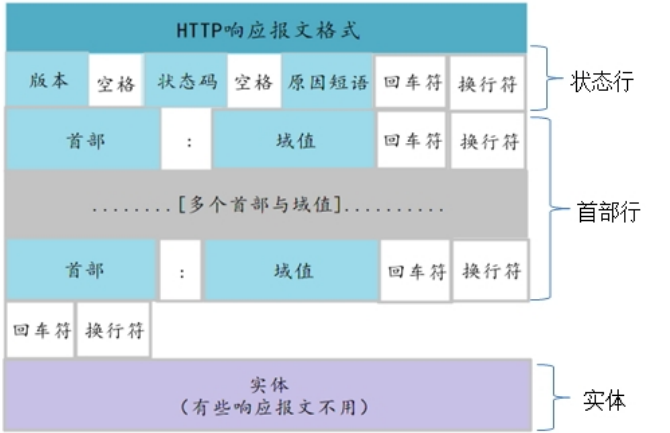 HTTP响应报文格式
版本 空格 状态码 空格 原因短语 回车符 换行符 状态行
首部 : 域值 回车符 换行符
........[多个首部与域值].......... 首部行
首部 : 域值 回车符 换行符
回车符 换行符
实体
(有些响应报文不用) 实体